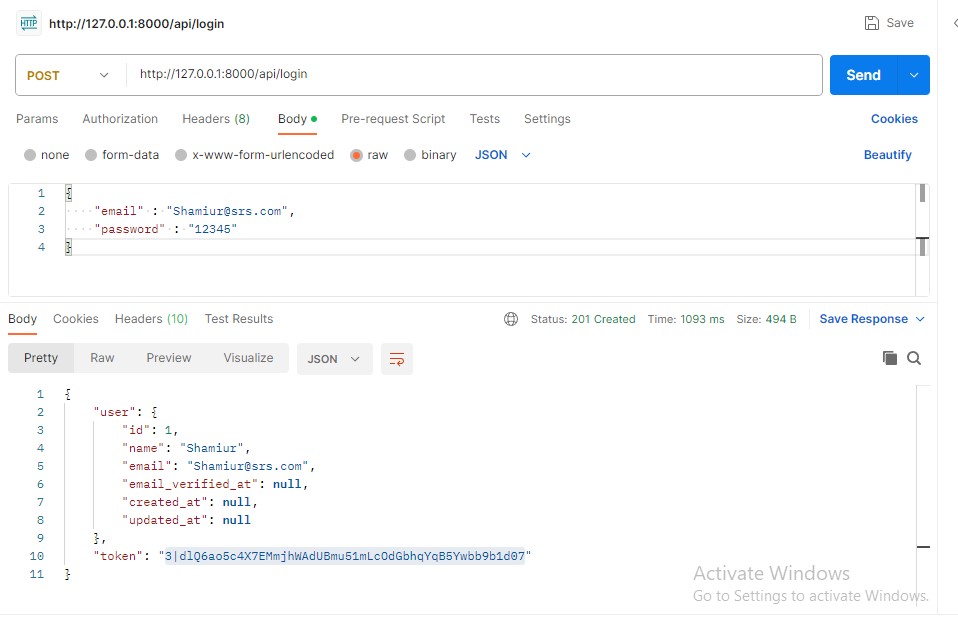 HTTP http://127.0.0.1:8000/api/login Save
POST http://127.0.0.1:8000/api/login Send
Params Authorization Headers (8) Body Pre-request Script Tests Settings Cookies
none form-data x-www-form-urlencoded raw binary JSON Beautify
1 {
2 ····"email"·:·"Shamiur@srs.com",
3 ····"password"·:·"12345"
4 }
Body Cookies Headers (10) Test Results Status: 201 Created Time: 1093 ms Size: 494 B Save Response
Pretty Raw Preview Visualize JSON
1 {
2 "user": {
3 "id": 1,
4 "name": "Shamiur",
5 "email": "Shamiur@srs.com",
6 "email_verified_at": null,
7 "created_at": null,
8 "updated_at": null
9 },
10 "token": "3|dlQ6ao5c4X7EMmjhWAdUBmu51mLcOdGbhqYqB5Ywbb9b1d07"
11 }
Activate Windows
Go to Settings to activate Windows.